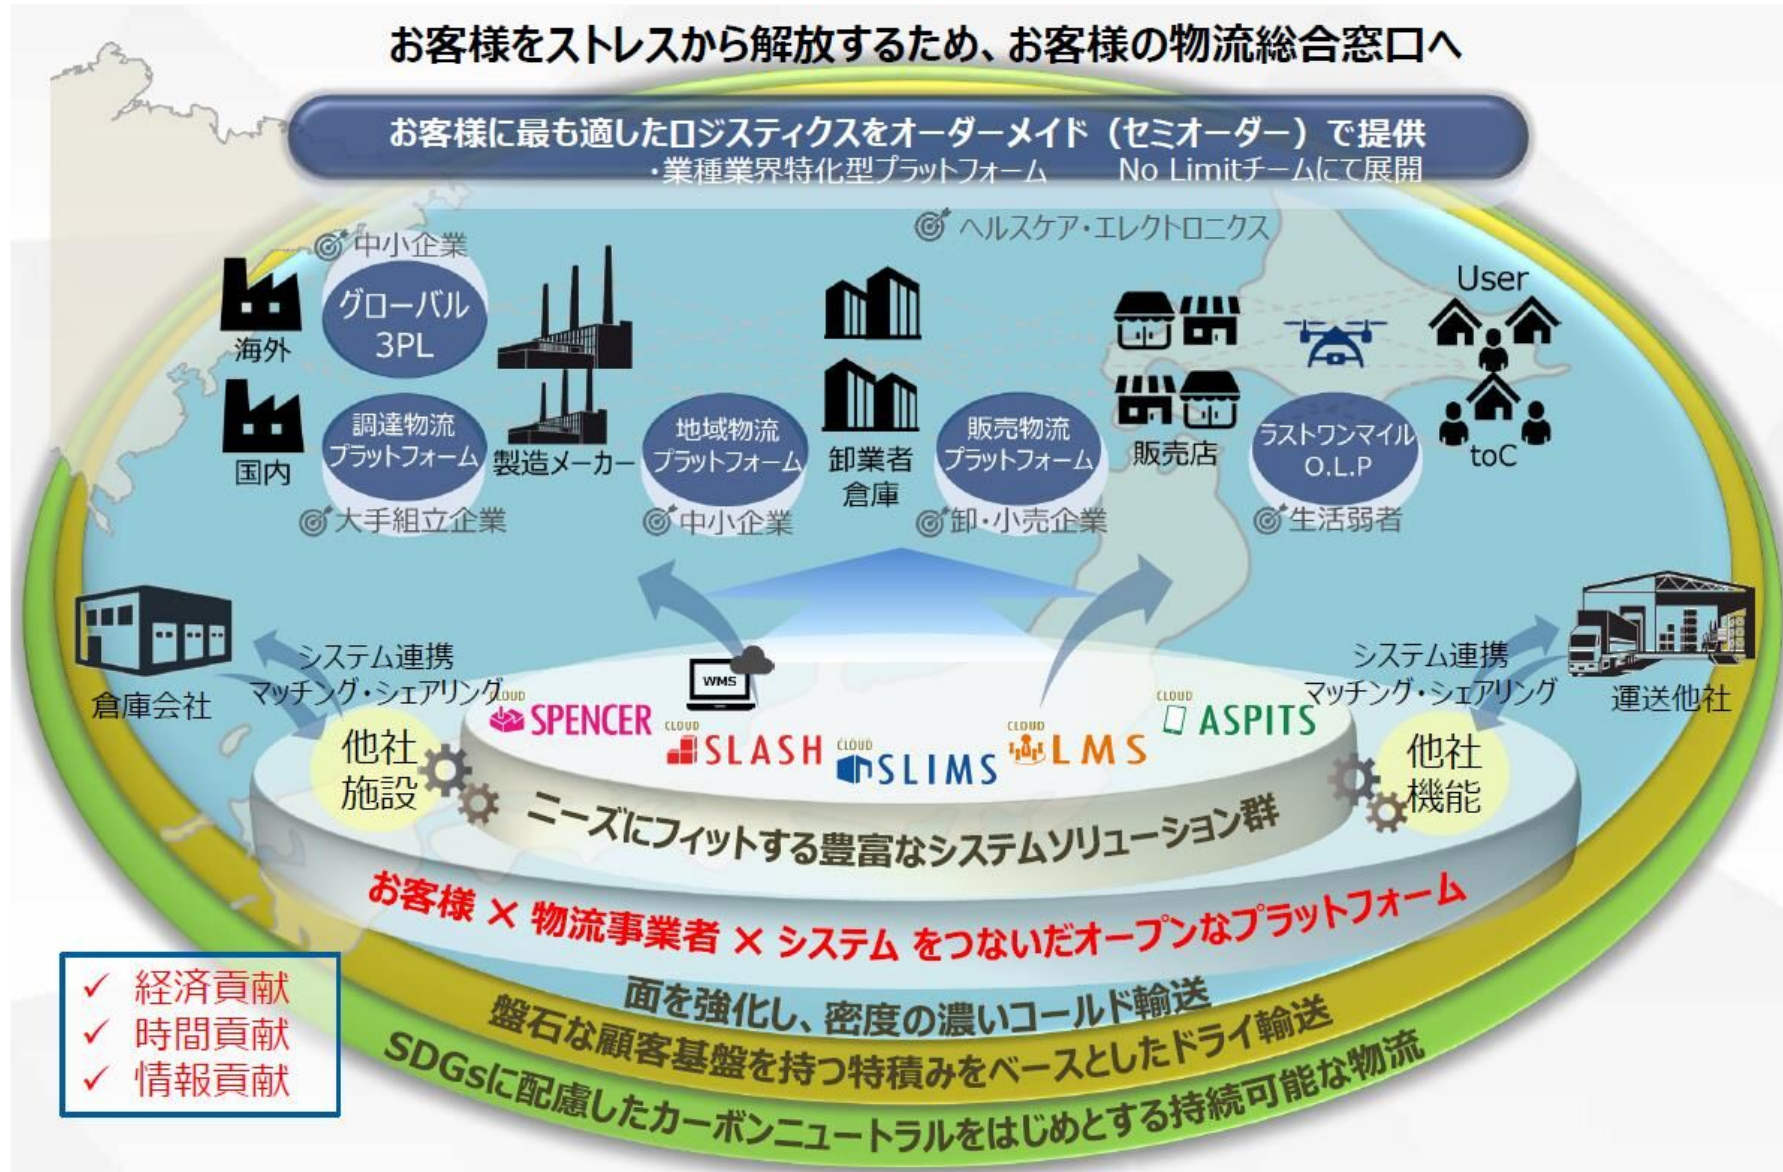 お客様をストレスから解放するため、お客様の物流総合窓口へ
お客様に最も適したロジスティクスをオーダーメイド（セミオーダー）で提供
・業種業界特化型プラットフォーム　　No Limitチームにて展開
中小企業
ヘルスケア・エレクトロニクス
グローバル
3PL
海外
User
調達物流
プラットフォーム
国内
製造メーカー
地域物流
プラットフォーム
卸業者
倉庫
販売物流
プラットフォーム
販売店
ラストワンマイル
O.L.P
toC
大手組立企業
中小企業
卸・小売企業
生活弱者
倉庫会社
システム連携
マッチング・シェアリング
WMS
システム連携
マッチング・シェアリング
運送他社
他社
施設
CLOUD
SPENCER
CLOUD
SLASH
CLOUD
SLIMS
CLOUD
LMS
CLOUD
ASPITS
他社
機能
ニーズにフィットする豊富なシステムソリューション群
お客様 × 物流事業者 × システム をつないだオープンなプラットフォーム
面を強化し、密度の濃いコールド輸送
盤石な顧客基盤を持つ特積みをベースとしたドライ輸送
SDGsに配慮したカーボンニュートラルをはじめとする持続可能な物流
✓ 経済貢献
✓ 時間貢献
✓ 情報貢献